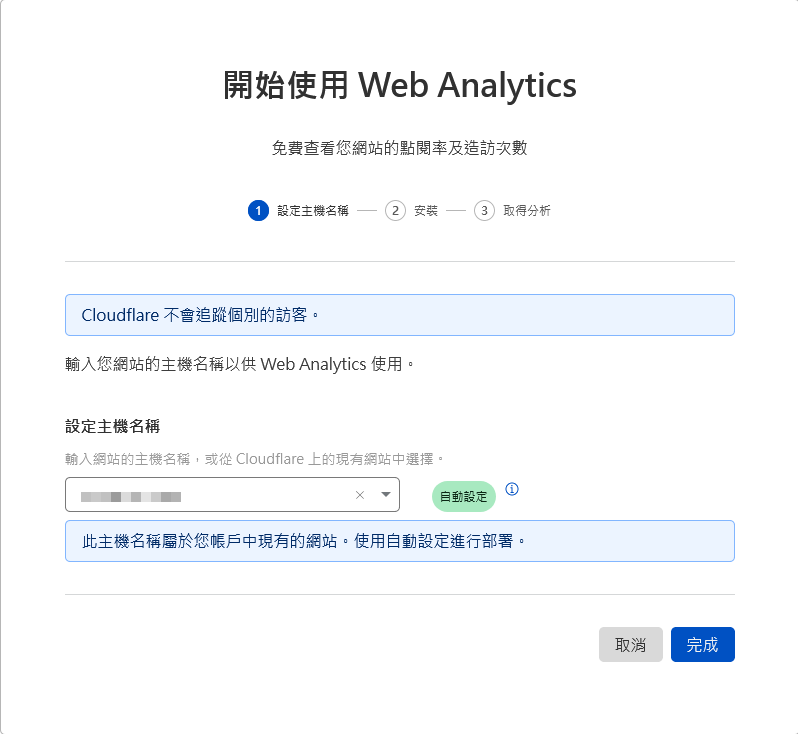 開始使用 Web Analytics
免費查看您網站的點閱率及造訪次數
1 設定主機名稱 2 安裝 3 取得分析
Cloudflare 不會追蹤個別的訪客。
輸入您網站的主機名稱以供 Web Analytics 使用。
設定主機名稱
輸入網站的主機名稱，或從 Cloudflare 上的現有網站中選擇。
自動設定
此主機名稱屬於您帳戶中現有的網站。使用自動設定進行部署。
取消 完成